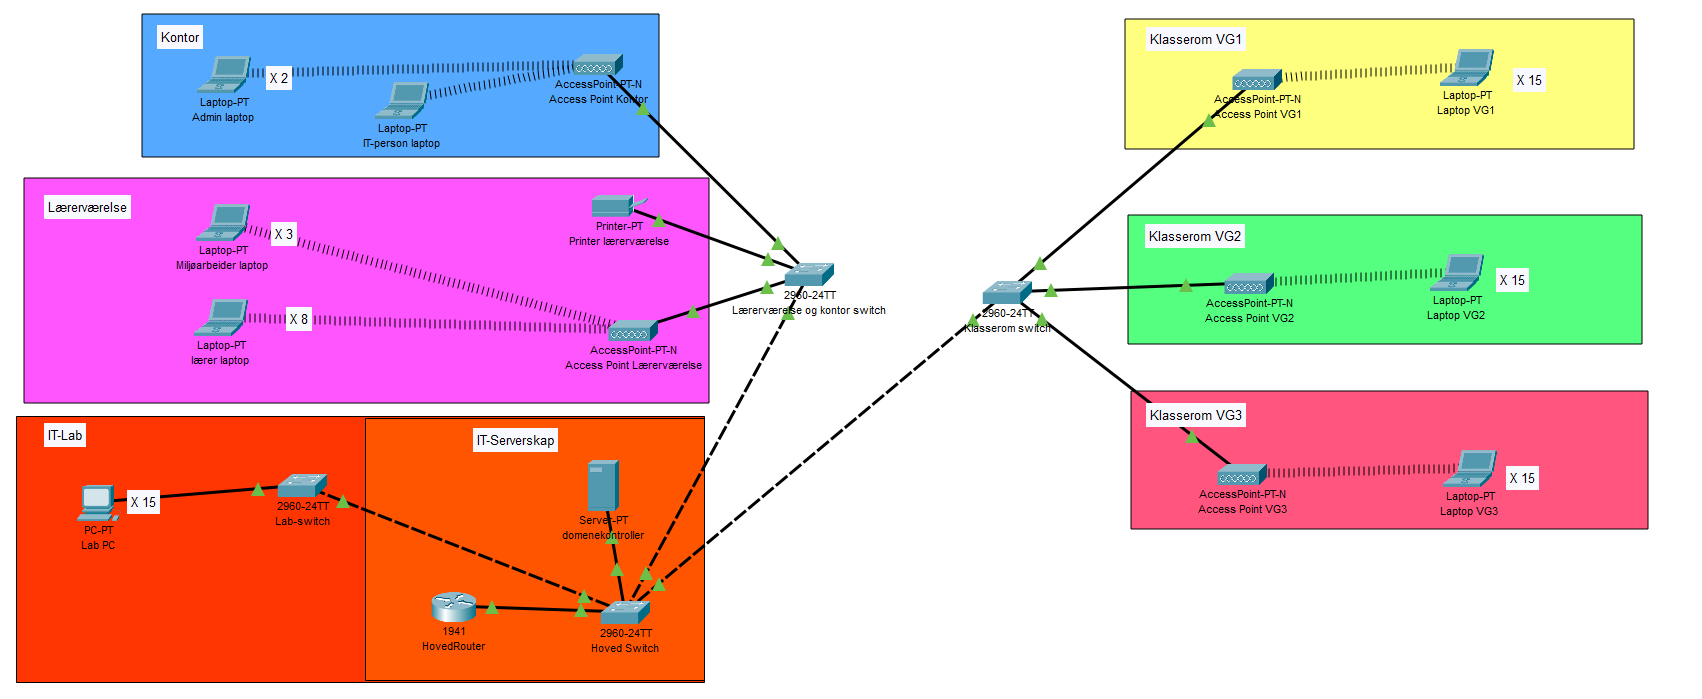 Kontor
X 2
Laptop-PT
Admin laptop
Laptop-PT
IT-person laptop
AccessPoint-PT-N
Access Point Kontor
Lærerværelse
X 3
Laptop-PT
Miljøarbeider laptop
X 8
Laptop-PT
lærer laptop
Printer-PT
Printer lærerværelse
AccessPoint-PT-N
Access Point Lærerværelse
2960-24TT
Lærerværelse og kontor switch
2960-24TT
Klasserom switch
Klasserom VG1
AccessPoint-PT-N
Access Point VG1
Laptop-PT
Laptop VG1
X 15
Klasserom VG2
AccessPoint-PT-N
Access Point VG2
Laptop-PT
Laptop VG2
X 15
Klasserom VG3
AccessPoint-PT-N
Access Point VG3
Laptop-PT
Laptop VG3
X 15
IT-Lab
X 15
PC-PT
Lab PC
2960-24TT
Lab-switch
IT-Serverskap
Server-PT
domenekontroller
1941
HovedRouter
2960-24TT
Hoved Switch